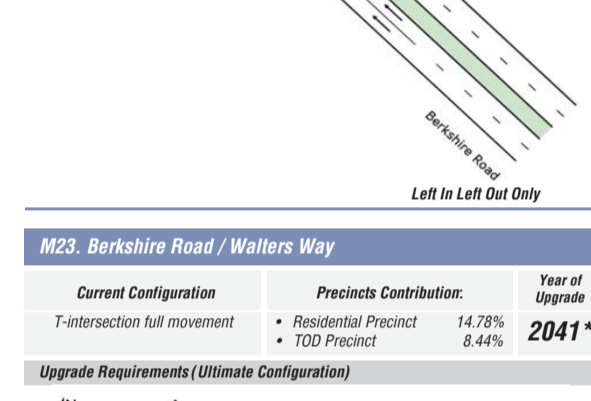 Berkshire Road
Left In Left Out Only
M23. Berkshire Road / Walters Way
Current Configuration
Precincts Contribution:
Year of
Upgrade
T-intersection full movement
• Residential Precinct 14.78%
• TOD Precinct 8.44%
2041*
Upgrade Requirements (Ultimate Configuration)